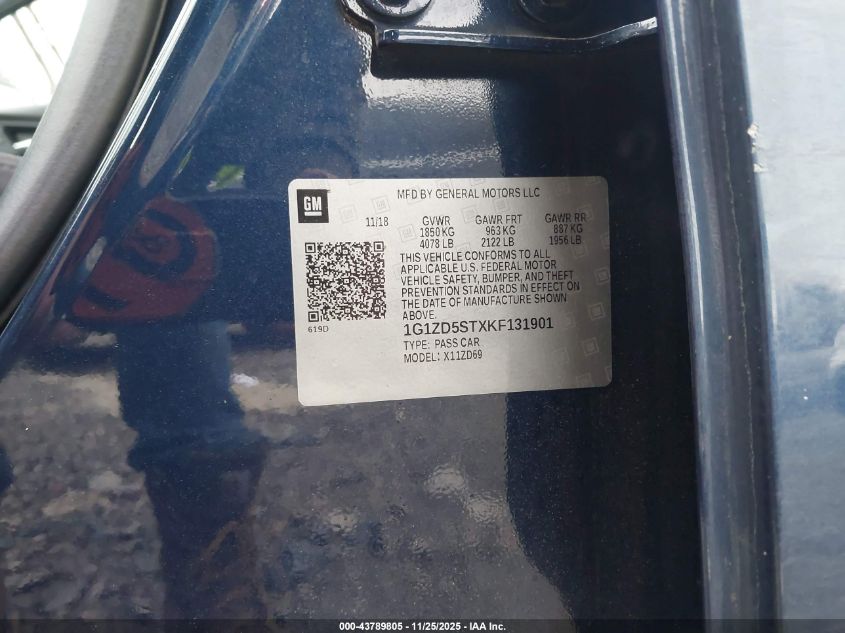 GM
MFD BY GENERAL MOTORS LLC
11/18 GVWR GAWR FRT GAWR RR
1850 KG 963 KG 887 KG
4078 LB 2122 LB 1956 LB
THIS VEHICLE CONFORMS TO ALL
APPLICABLE U.S. FEDERAL MOTOR
VEHICLE SAFETY, BUMPER, AND THEFT
PREVENTION STANDARDS IN EFFECT ON
THE DATE OF MANUFACTURE SHOWN
ABOVE.
619D
1G1ZD5STXKF131901
TYPE: PASS CAR
MODEL: X11ZD69
000-43789805 - 11/25/2025 - IAA Inc.